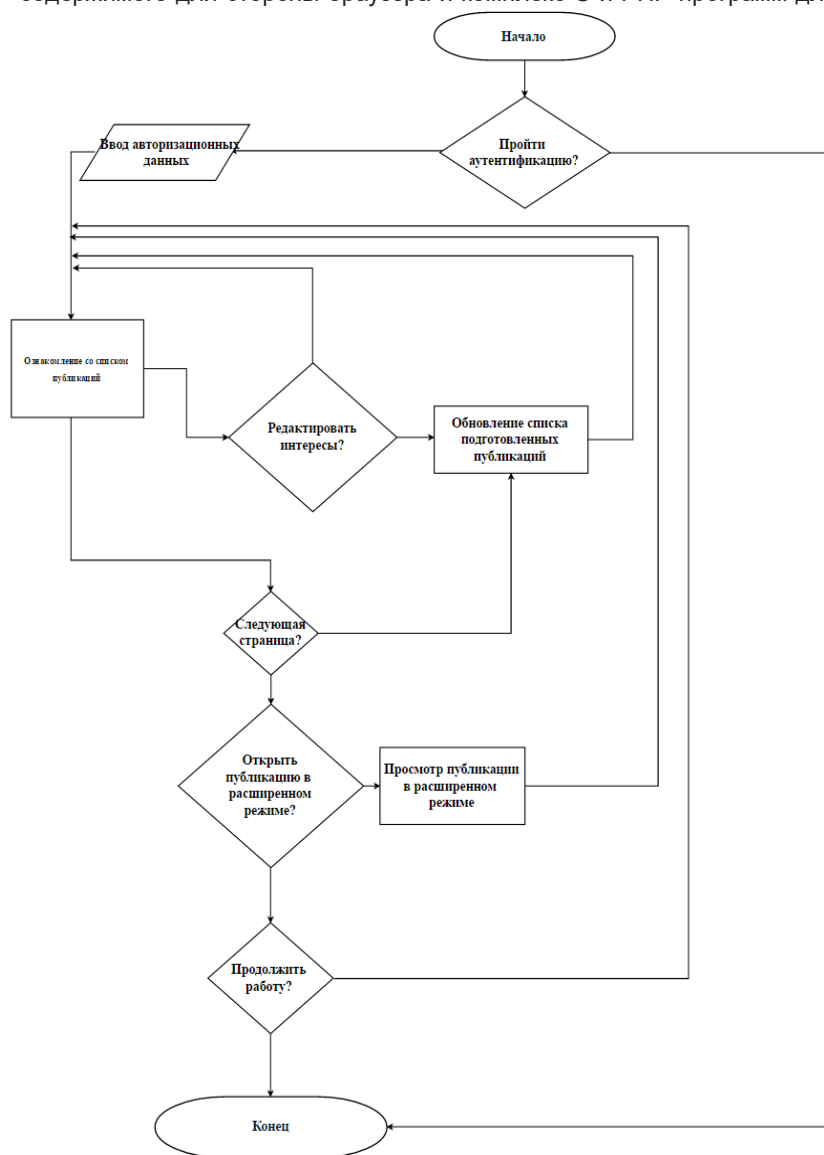 Начало
Пройти
аутентификацию?
Ввод авторизационных
данных
Ознакомление со списком
публикаций
Редактировать
интересы?
Обновление списка
подготовленных
публикаций
Следующая
страница?
Открыть
публикацию в
расширенном
режиме?
Просмотр публикации
в расширенном
режиме
Продолжить
работу?
Конец